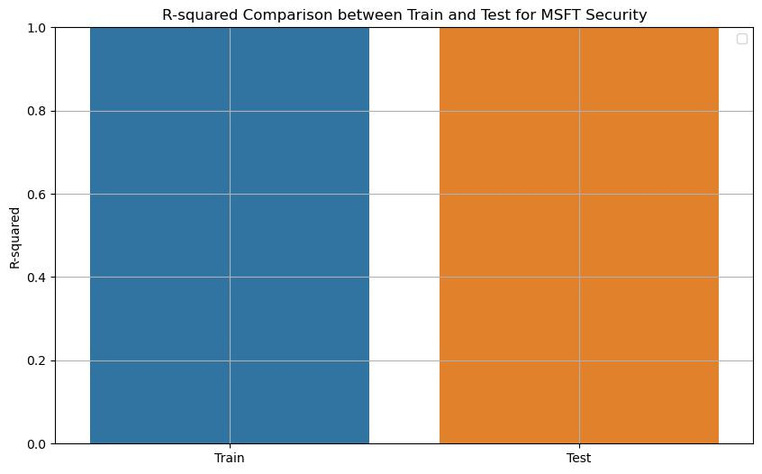 R-squared Comparison between Train and Test for MSFT Security
1.0
0.8
0.6
0.4
0.2
0.0
R-squared
Train
Test